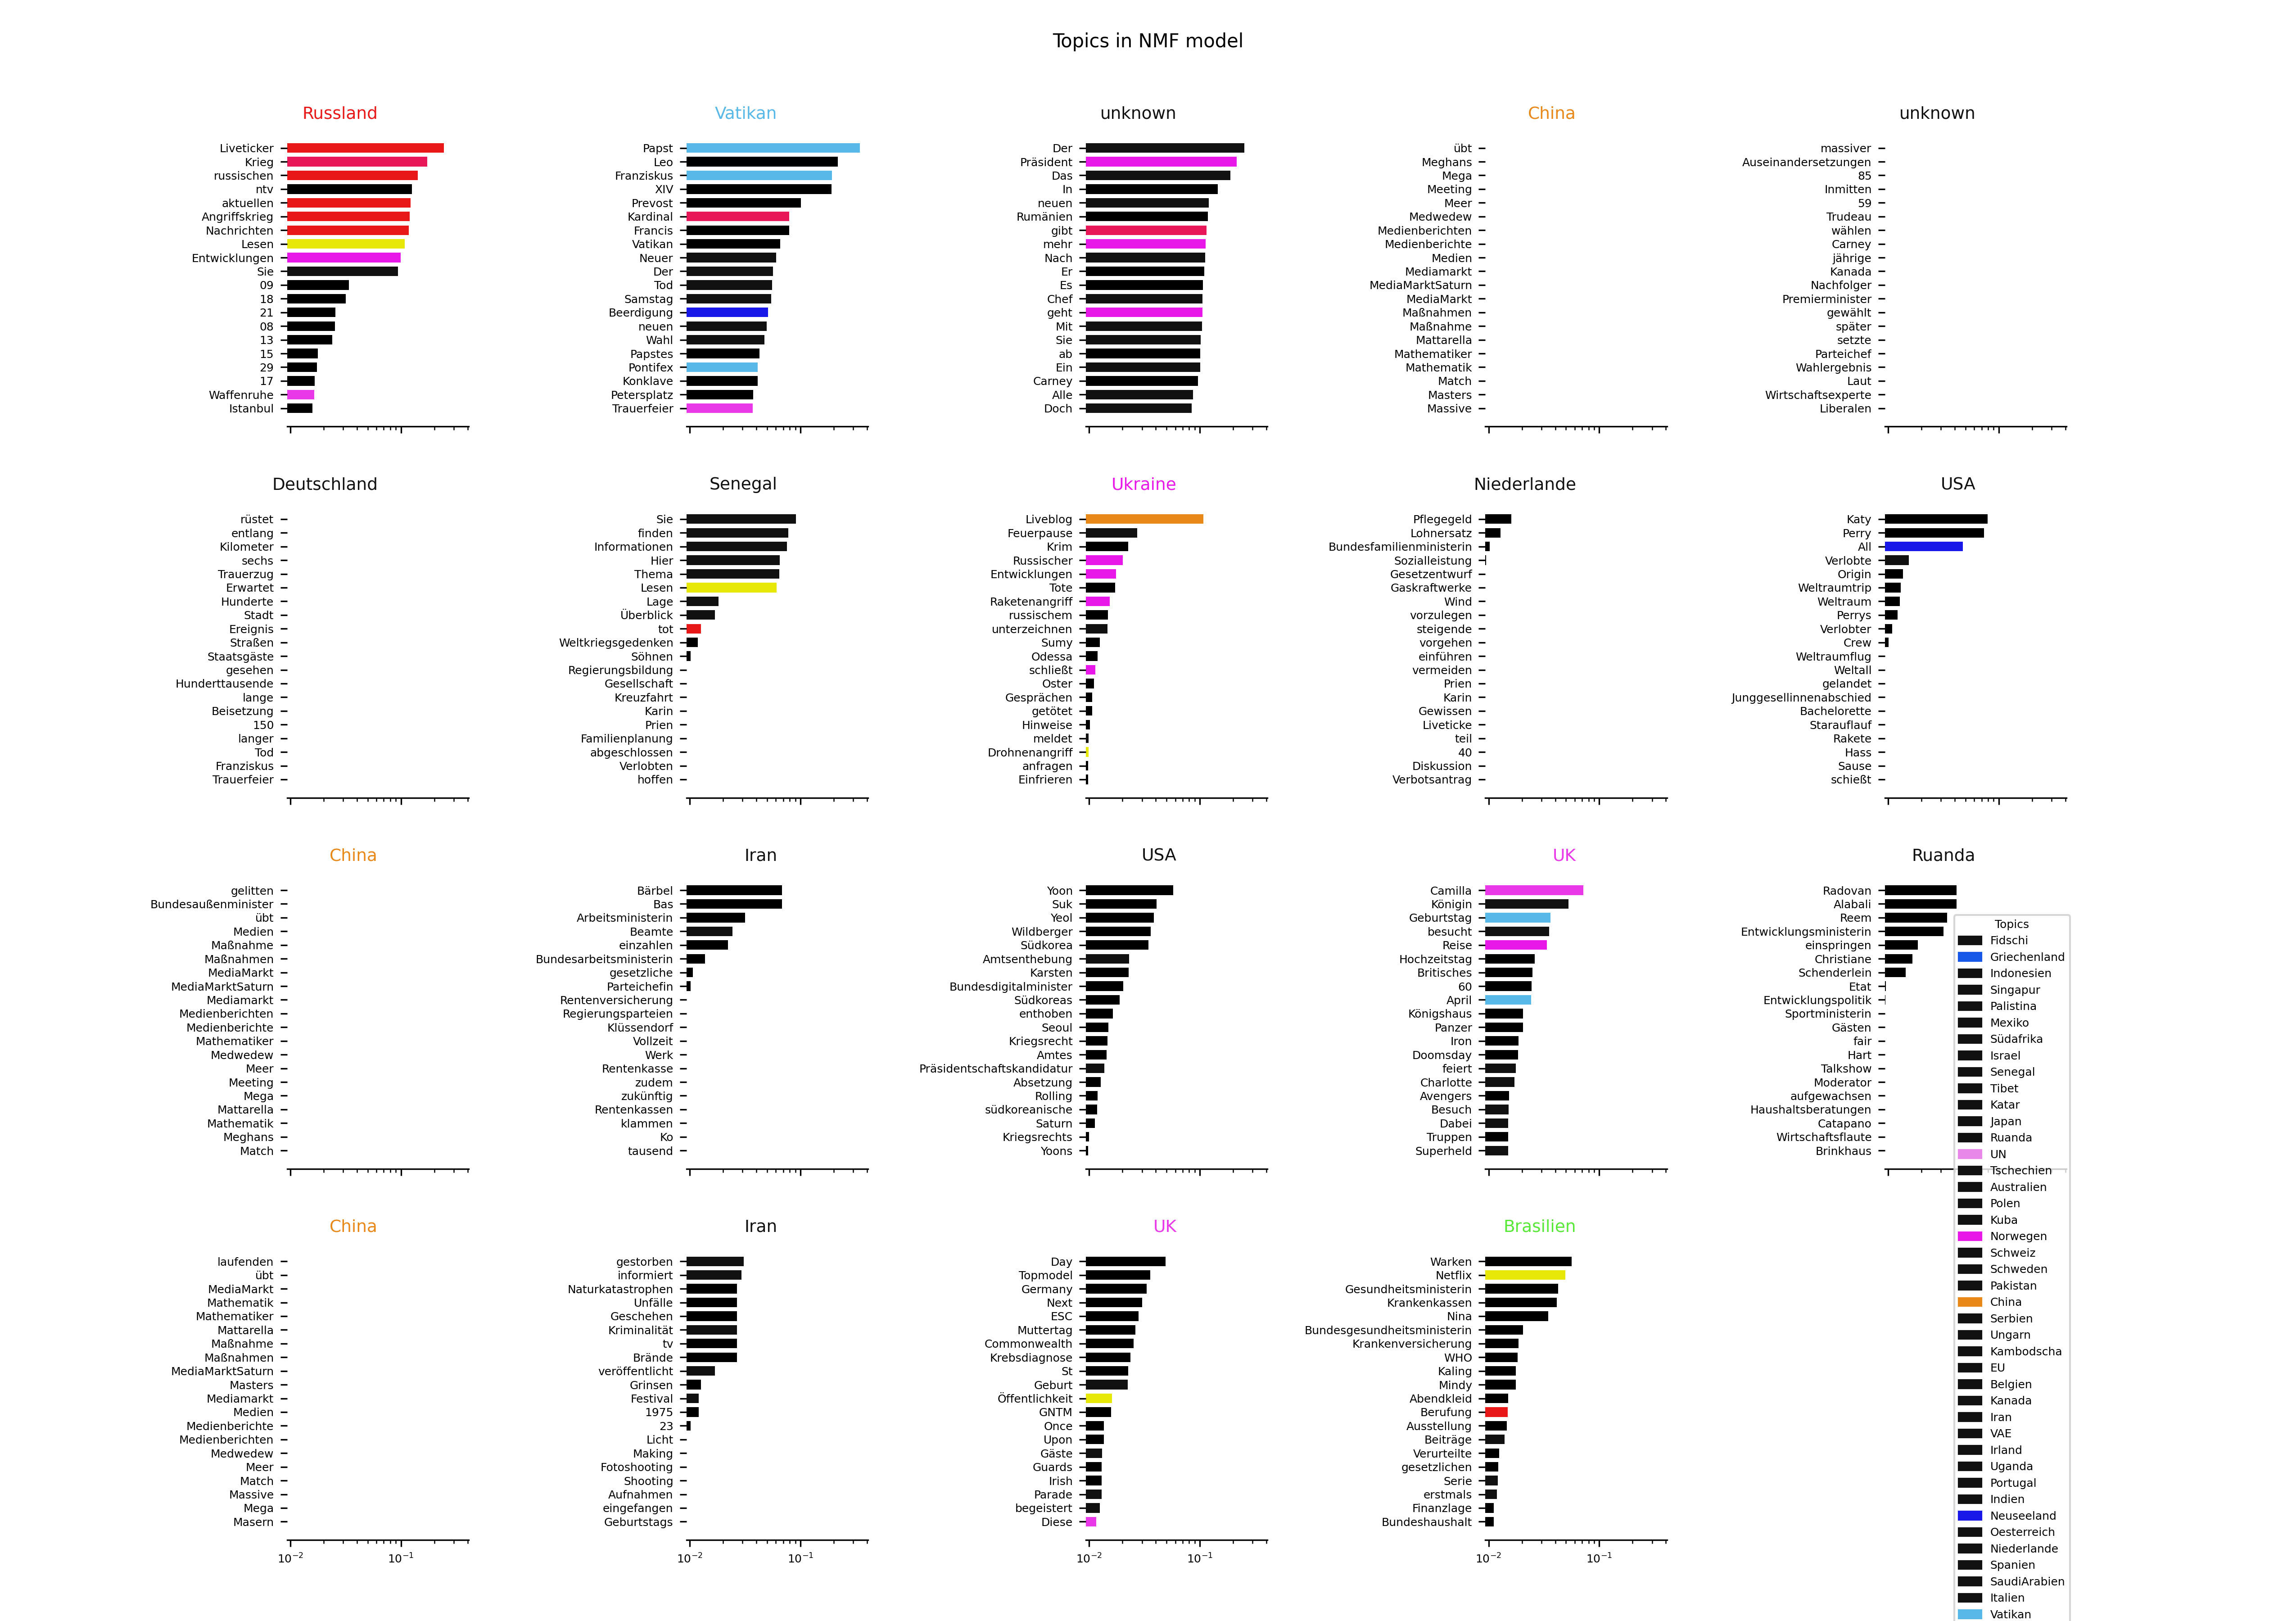 Topics in NMF model
Russland
Liveticker
Krieg
russischen
ntv
aktuellen
Angriffskrieg
Nachrichten
Lesen
Entwicklungen
Sie
09
18
21
08
13
15
29
17
Waffenruhe
Istanbul
Vatikan
Papst
Leo
Franziskus
XIV
Prevost
Kardinal
Francis
Vatikan
Neuer
Der
Tod
Samstag
Beerdigung
neuen
Wahl
Papstes
Pontifex
Konklave
Petersplatz
Trauerfeier
unknown
Der
Präsident
Das
In
neuen
Rumänien
gibt
mehr
Nach
Er
Es
Chef
geht
Mit
Sie
ab
Ein
Carney
Alle
Doch
China
übt
Meghans
Mega
Meeting
Meer
Medwedew
Medienberichten
Medienberichte
Medien
Mediamarkt
MediaMarktSaturn
MediaMarkt
Maßnahmen
Maßnahme
Mattarella
Mathematiker
Mathematik
Match
Masters
Massive
unknown
massiver
Auseinandersetzungen
85
Inmitten
59
Trudeau
wählen
Carney
jährige
Kanada
Nachfolger
Premierminister
gewählt
später
setzte
Parteichef
Wahlergebnis
Laut
Wirtschaftsexperte
Liberalen
Deutschland
rüstet
entlang
Kilometer
sechs
Trauerzug
Erwartet
Hunderte
Stadt
Ereignis
Straßen
Staatsgäste
gesehen
Hunderttausende
lange
Beisetzung
150
langer
Tod
Franziskus
Trauerfeier
Senegal
Sie
finden
Informationen
Hier
Thema
Lesen
Lage
Überblick
tot
Weltkriegsgedenken
Söhnen
Regierungsbildung
Gesellschaft
Kreuzfahrt
Karin
Prien
Familienplanung
abgeschlossen
Verlobten
hoffen
Ukraine
Liveblog
Feuerpause
Krim
Russischer
Entwicklungen
Tote
Raketenangriff
russischem
unterzeichnen
Sumy
Odessa
schließt
Oster
Gesprächen
getötet
Hinweise
meldet
Drohnenangriff
anfragen
Einfrieren
Niederlande
Pflegegeld
Lohnersatz
Bundesfamilienministerin
Sozialleistung
Gesetzentwurf
Gaskraftwerke
Wind
vorzulegen
steigende
vorgehen
einführen
vermeiden
Prien
Karin
Gewissen
Liveticke
teil
40
Diskussion
Verbotsantrag
USA
Katy
Perry
All
Verlobte
Origin
Weltraumtrip
Weltraum
Perrys
Verlobter
Crew
Weltraumflug
Weltall
gelandet
Junggesellinnenabschied
Bachelorette
Starauflauf
Rakete
Hass
Sause
schießt
China
gelitten
Bundesaußenminister
übt
Medien
Maßnahme
Maßnahmen
MediaMarkt
MediaMarktSaturn
Mediamarkt
Medienberichten
Medienberichte
Mathematiker
Medwedew
Meer
Meeting
Mega
Mattarella
Mathematik
Meghans
Match
Iran
Bärbel
Bas
Arbeitsministerin
Beamte
einzahlen
Bundesarbeitsministerin
gesetzliche
Parteichefin
Rentenversicherung
Regierungsparteien
Klüssendorf
Vollzeit
Werk
Rentenkasse
zudem
zukünftig
Rentenkassen
klammen
Ko
tausend
USA
Yoon
Suk
Yeol
Wildberger
Südkorea
Amtsenthebung
Karsten
Bundesdigitalminister
Südkoreas
enthoben
Seoul
Kriegsrecht
Amtes
Präsidentschaftskandidatur
Absetzung
Rolling
südkoreanische
Saturn
Kriegsrechts
Yoons
UK
Camilla
Königin
Geburtstag
besucht
Reise
Hochzeitstag
Britisches
60
April
Königshaus
Panzer
Iron
Doomsday
feiert
Charlotte
Avengers
Besuch
Dabei
Truppen
Superheld
Ruanda
Radovan
Alabali
Reem
Entwicklungsministerin
einspringen
Christiane
Schenderlein
Etat
Entwicklungspolitik
Sportministerin
Gästen
fair
Hart
Talkshow
Moderator
aufgewachsen
Haushaltsberatungen
Catapano
Wirtschaftsflaute
Brinkhaus
China
laufenden
übt
MediaMarkt
Mathematik
Mathematiker
Mattarella
Maßnahme
Maßnahmen
MediaMarktSaturn
Masters
Mediamarkt
Medien
Medienberichte
Medienberichten
Medwedew
Meer
Match
Massive
Mega
Masern
10⁻² 10⁻¹
Iran
gestorben
informiert
Naturkatastrophen
Unfälle
Geschehen
Kriminalität
tv
Brände
veröffentlicht
Grinsen
Festival
1975
23
Licht
Making
Fotoshooting
Shooting
Aufnahmen
eingefangen
Geburtstags
10⁻² 10⁻¹
UK
Day
Topmodel
Germany
Next
ESC
Muttertag
Commonwealth
Krebsdiagnose
St
Geburt
Öffentlichkeit
GNTM
Once
Upon
Gäste
Guards
Irish
Parade
begeistert
Diese
10⁻² 10⁻¹
Brasilien
Warken
Netflix
Gesundheitsministerin
Krankenkassen
Nina
Bundesgesundheitsministerin
Krankenversicherung
WHO
Kaling
Mindy
Abendkleid
Berufung
Ausstellung
Beiträge
Verurteilte
gesetzlichen
Serie
erstmals
Finanzlage
Bundeshaushalt
10⁻² 10⁻¹
Topics
Fidschi
Griechenland
Indonesien
Singapur
Palistina
Mexiko
Südafrika
Israel
Senegal
Tibet
Katar
Japan
Ruanda
UN
Tschechien
Australien
Polen
Kuba
Norwegen
Schweiz
Schweden
Pakistan
China
Serbien
Ungarn
Kambodscha
EU
Belgien
Kanada
Iran
VAE
Irland
Uganda
Portugal
Indien
Neuseeland
Oesterreich
Niederlande
Spanien
SaudiArabien
Italien
Vatikan